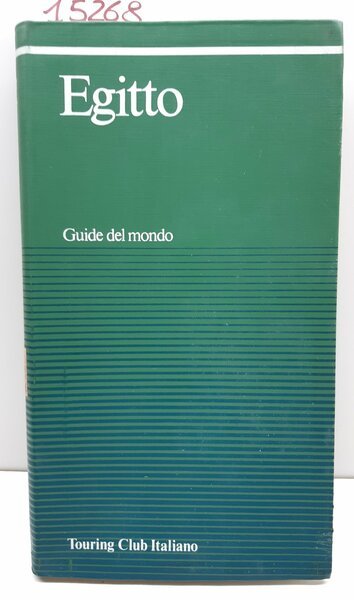 15268
Egitto
Guide del mondo
Touring Club Italiano